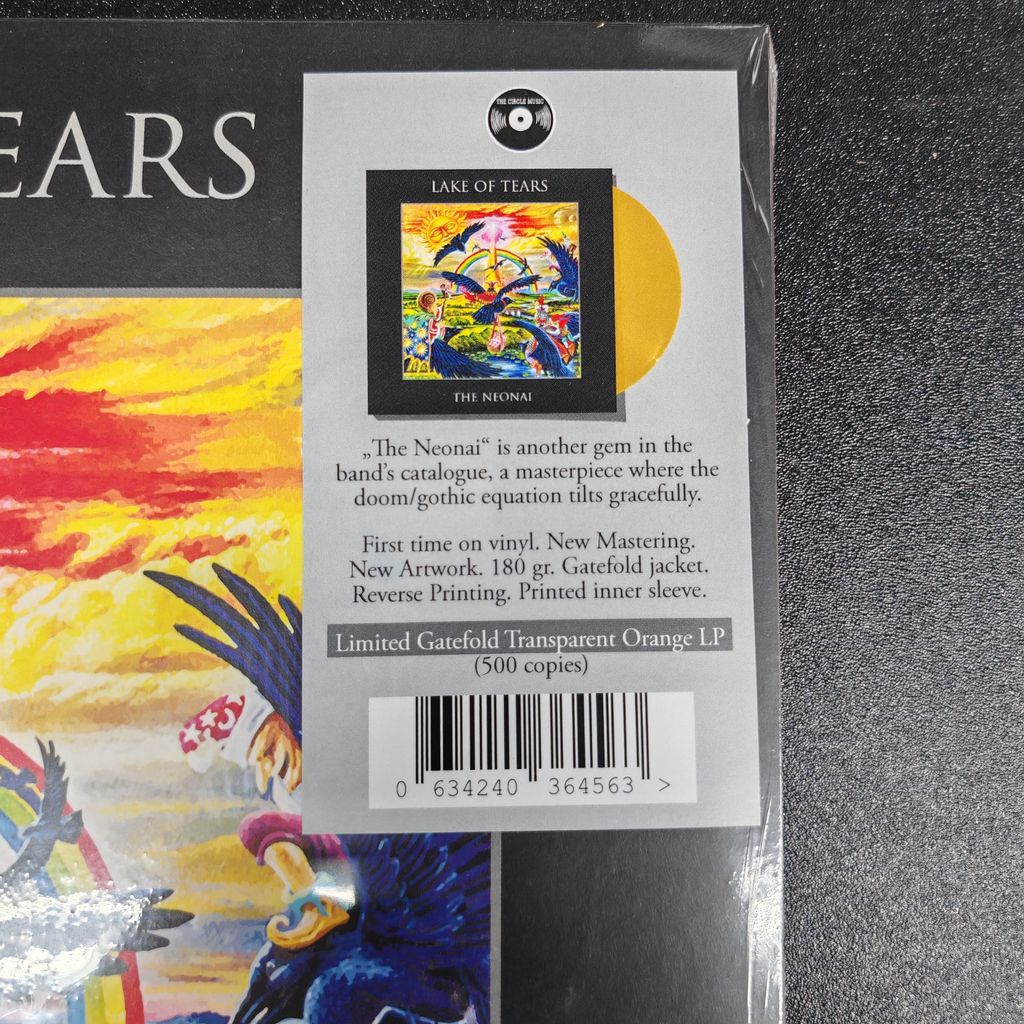 EARS
THE CIRCLE MUSIC
LAKE OF TEARS
THE NEONAI
„The Neonai“ is another gem in the
band's catalogue, a masterpiece where the
doom/gothic equation tilts gracefully.
First time on vinyl. New Mastering.
New Artwork. 180 gr. Gatefold jacket.
Reverse Printing. Printed inner sleeve.
Limited Gatefold Transparent Orange LP
(500 copies)
0 634240 364563 >